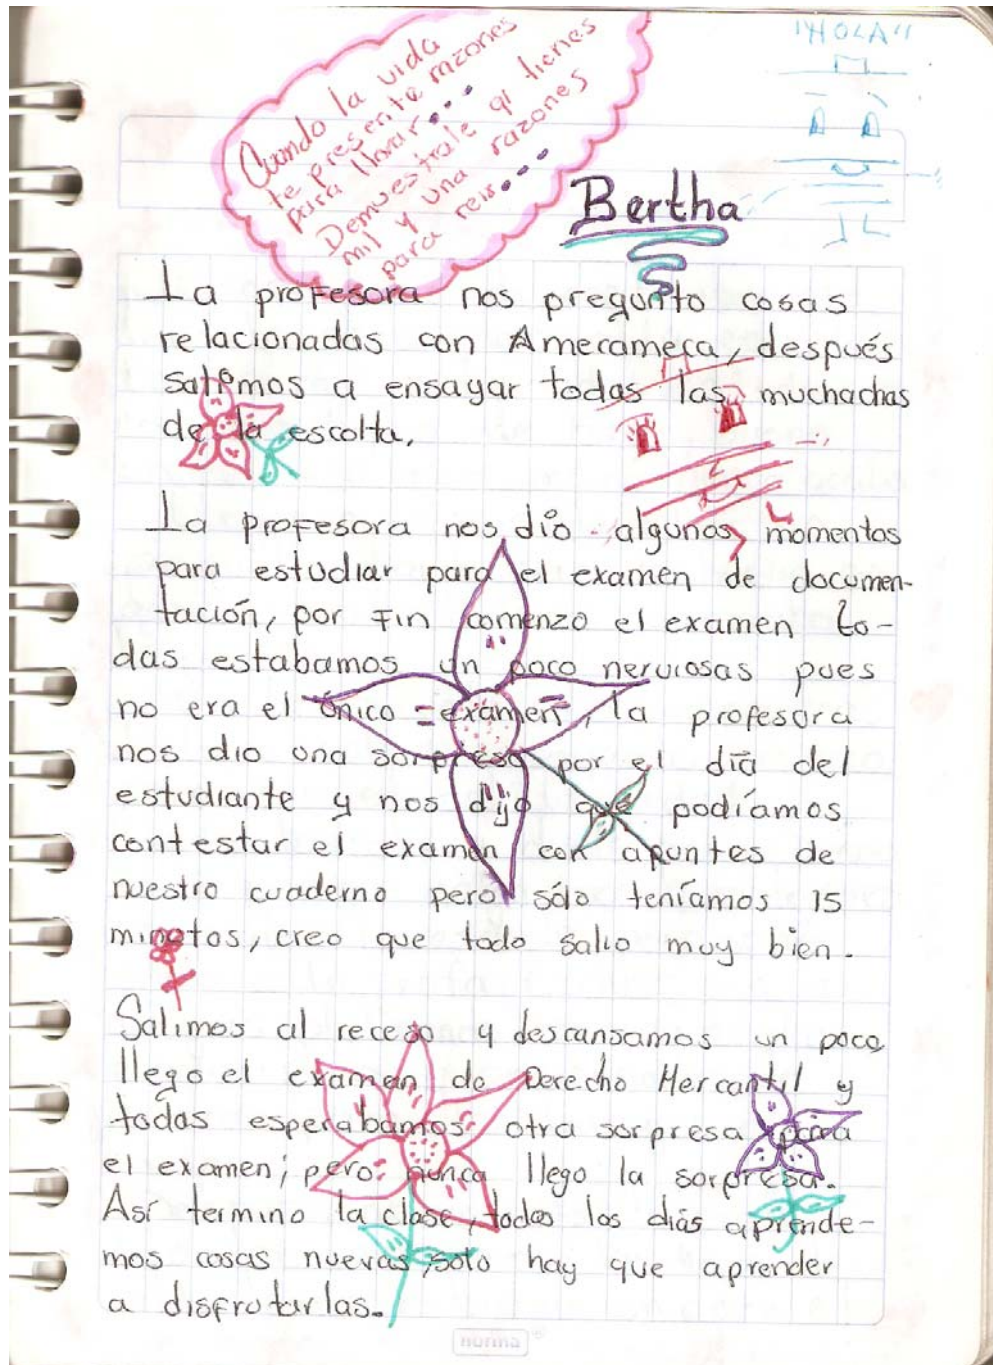 Cuando la vida
te presente razones
para llorar...
Demuestrale qr tienes
mil y una razones
para reir...
"HOLA"
Bertha
La profesora nos pregunto cosas
relacionadas con Amecameca, después
salimos a ensayar todas las muchachas
de la escolta.
La profesora nos dio algunos momentos
para estudiar para el examen de documen-
tación, por fin comenzo el examen to-
das estabamos un poco nerviosas pues
no era el único examen, la profesora
nos dio una sorpresa por el día del
estudiante y nos dijo que podíamos
contestar el examen con apuntes de
nuestro cuaderno pero sólo teníamos 15
minutos, creo que todo salio muy bien.
Salimos al receso y descansamos un poco,
llego el examen de Derecho Mercantil y
todas esperabamos otra sorpresa para
el examen; pero nunca llego la sorpresa.
Así termino la clase, todos los diás aprende-
mos cosas nuevas, solo hay que aprender
a disfrutarlas.
norma